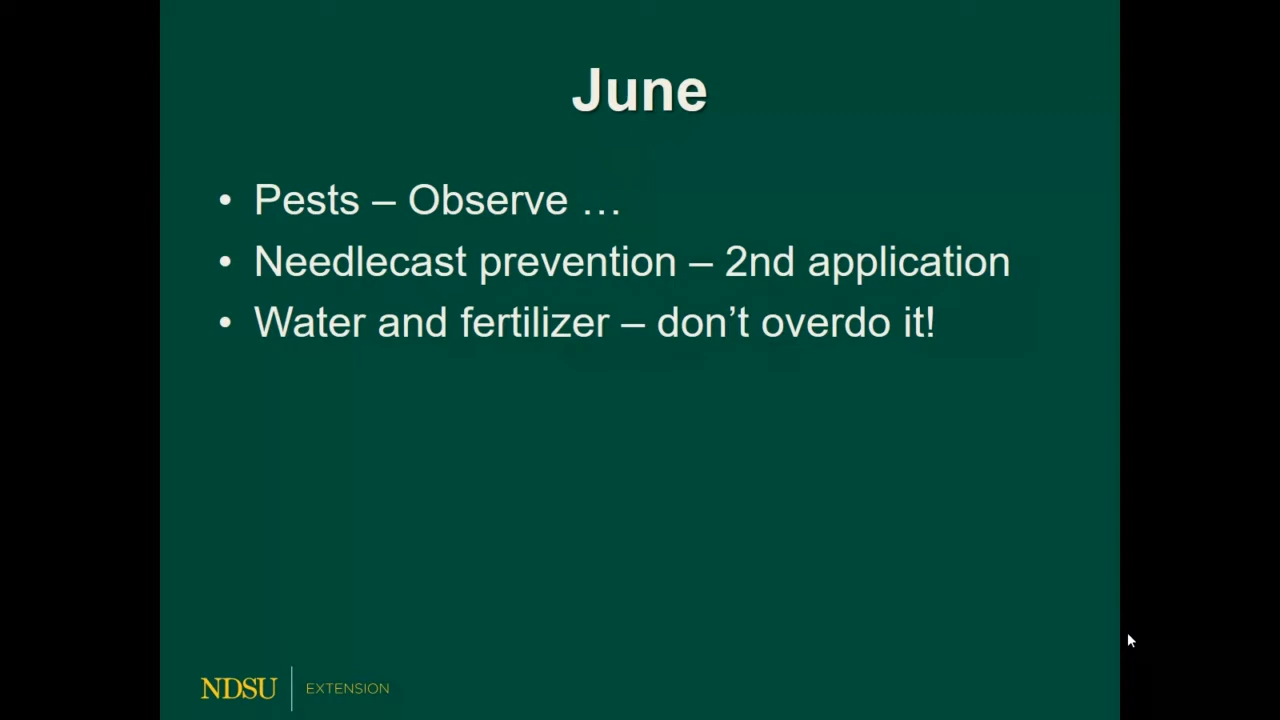 June
• Pests – Observe …
• Needlecast prevention – 2nd application
• Water and fertilizer – don’t overdo it!
NDSU EXTENSION